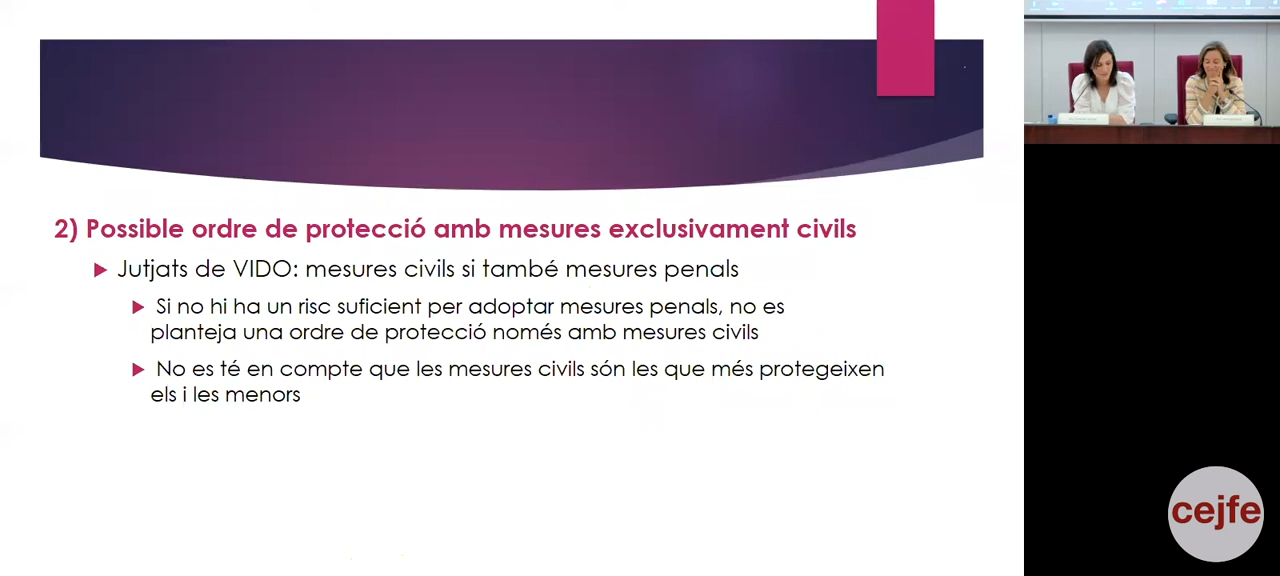 2) Possible ordre de protecció amb mesures exclusivament civils
Jutjats de VIDO: mesures civils si també mesures penals
Si no hi ha un risc suficient per adoptar mesures penals, no es
planteja una ordre de protecció només amb mesures civils
No es té en compte que les mesures civils són les que més protegeixen
els i les menors
cejfe